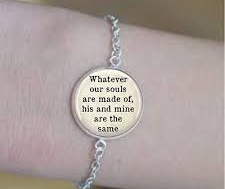 Whatever
our souls
are made of,
his and mine
are the
same